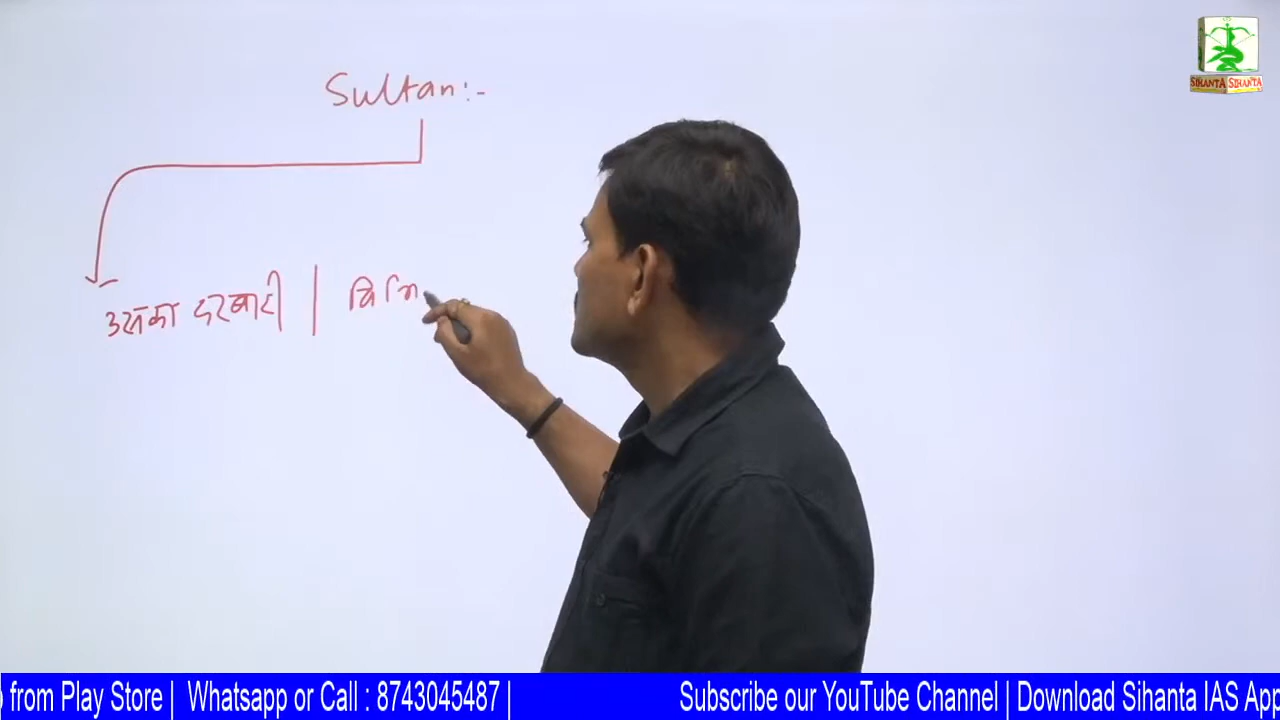 SIHANTA SIHANTA
Sultan:-
उसका दरबारी | विभि
from Play Store | Whatsapp or Call : 8743045487 | Subscribe our YouTube Channel | Download Sihanta IAS App